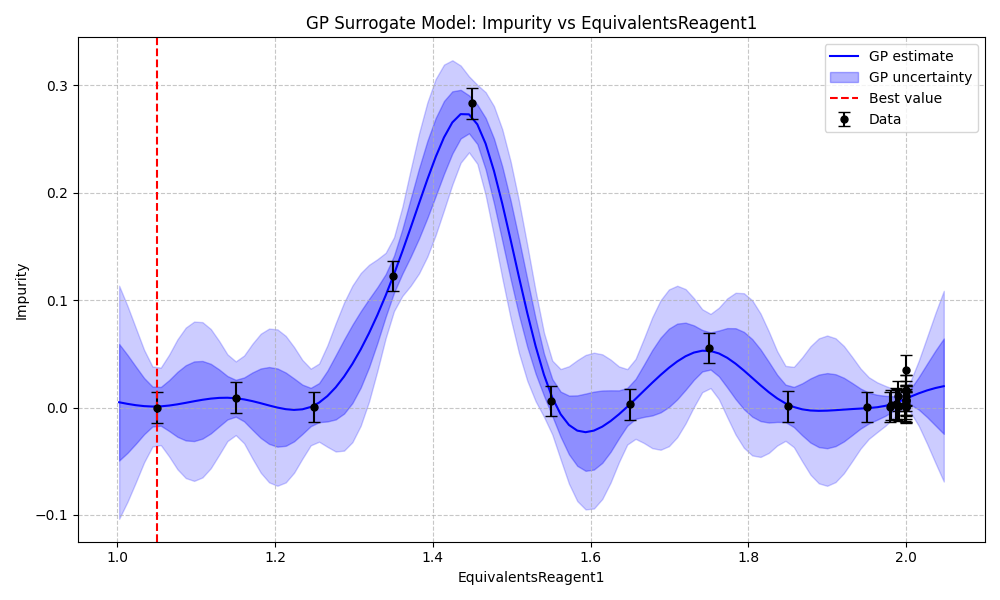 GP Surrogate Model: Impurity vs EquivalentsReagent1
GP estimate
GP uncertainty
Best value
Data
Impurity
0.3
0.2
0.1
0.0
−0.1
1.0 1.2 1.4 1.6 1.8 2.0
EquivalentsReagent1